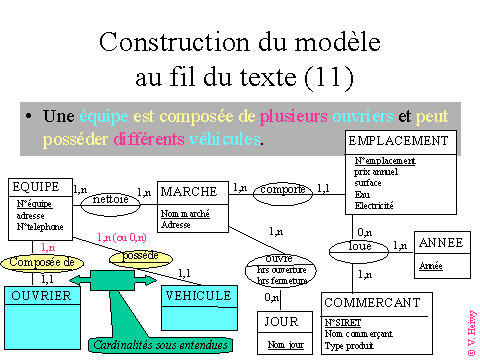 Construction du modèle
au fil du texte (11)
• Une équipe est composée de plusieurs ouvriers et peut
posséder différents véhicules.
EMPLACEMENT
N°emplacement
prix annuel
surface
Eau
Electricité
EQUIPE
N°équipe
adresse
N°telephone
1,n
nettoie
1,n
MARCHE
Nom marché
Adresse
1,n
comporte
1,1
1,n
1,n (ou 0,n)
1,n
0,n
Composée de
possède
ouvre
hrs ouverture
hrs fermeture
loue
1,n
ANNEE
Année
1,1
1,1
0,n
1,n
OUVRIER
VEHICULE
JOUR
Nom jour
COMMERCANT
N°SIRET
Nom commerçant
Type produit
Cardinalités sous entendues
© V. Heiwy